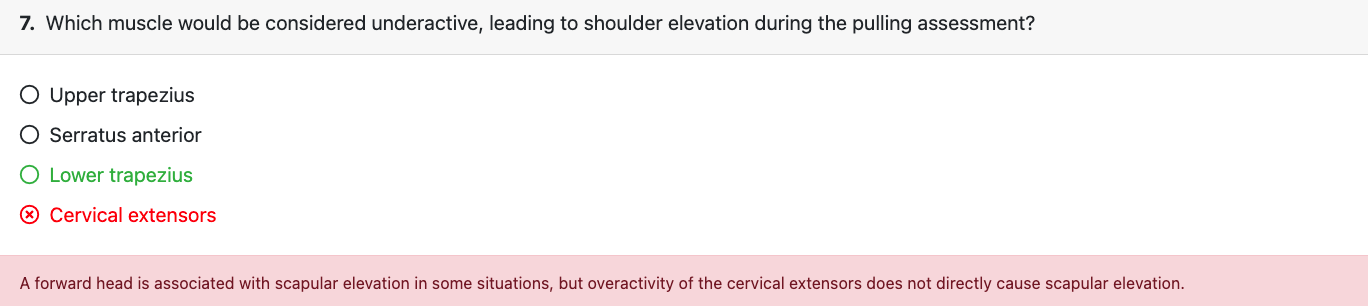 7. Which muscle would be considered underactive, leading to shoulder elevation during the pulling assessment?
Upper trapezius
Serratus anterior
Lower trapezius
Cervical extensors
A forward head is associated with scapular elevation in some situations, but overactivity of the cervical extensors does not directly cause scapular elevation.